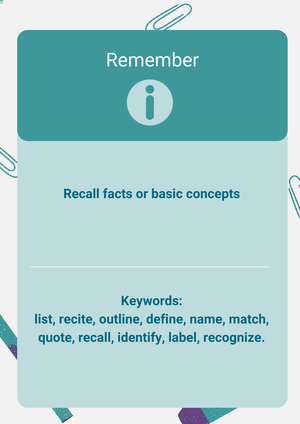 Remember
Recall facts or basic concepts
Keywords:
list, recite, outline, define, name, match,
quote, recall, identify, label, recognize.